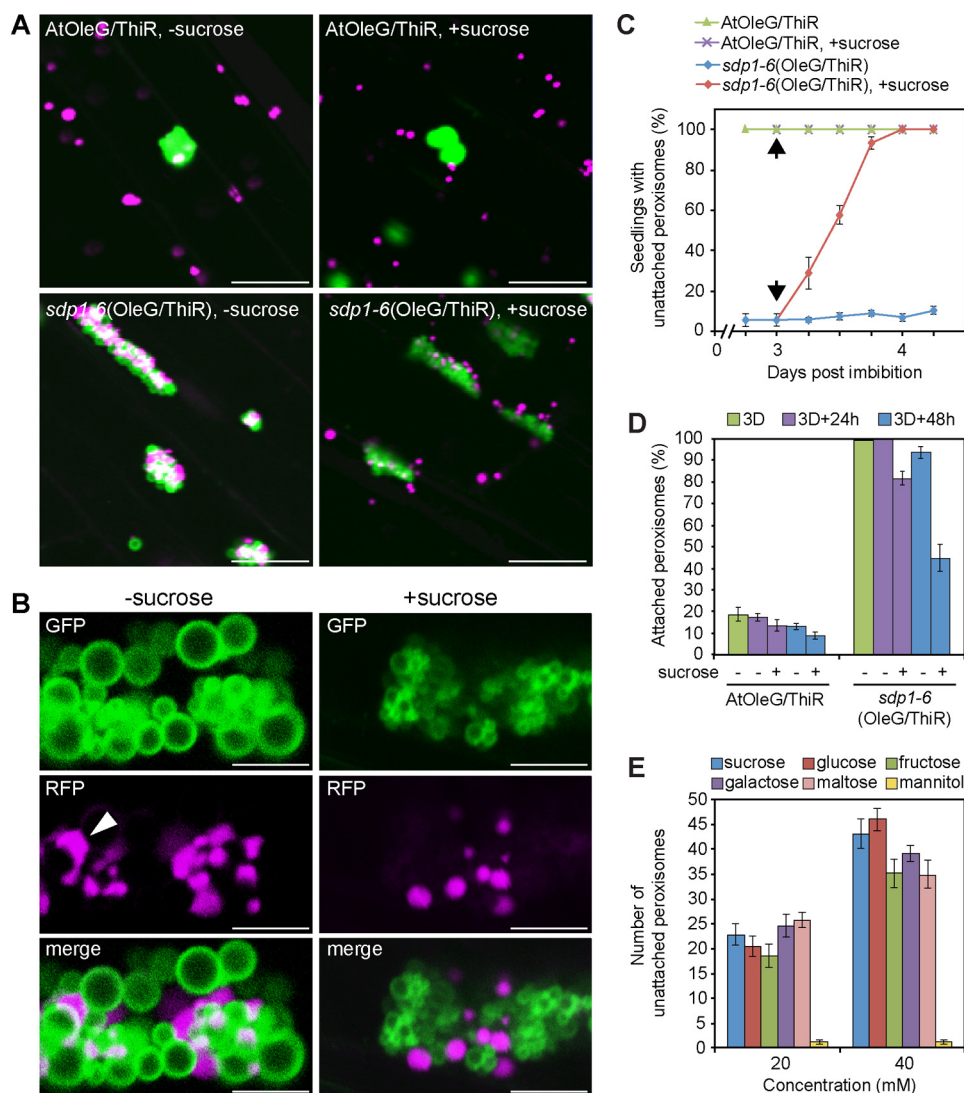 A
AtOleG/ThiR, -sucrose
AtOleG/ThiR, +sucrose
sdp1-6(OleG/ThiR), -sucrose
sdp1-6(OleG/ThiR), +sucrose
B
-sucrose
+sucrose
GFP
GFP
RFP
RFP
merge
merge
C
AtOleG/ThiR
AtOleG/ThiR, +sucrose
sdp1-6(OleG/ThiR)
sdp1-6(OleG/ThiR), +sucrose
Seedlings with
unattached peroxisomes (%)
100
80
60
40
20
0
0 3 4
Days post imbibition
D
3D 3D+24h 3D+48h
Attached peroxisomes (%)
100
90
80
70
60
50
40
30
20
10
0
sucrose - - + - + - - + - +
AtOleG/ThiR
sdp1-6
(OleG/ThiR)
E
sucrose glucose fructose
galactose maltose mannitol
Number of
unattached peroxisomes
50
45
40
35
30
25
20
15
10
5
0
20 40
Concentration (mM)